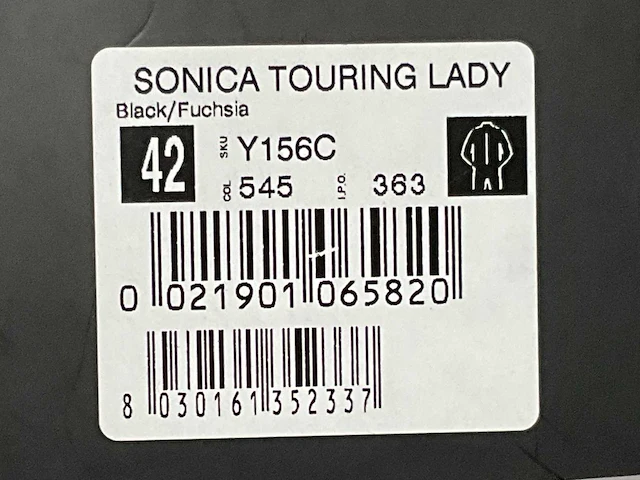 SONICA TOURING LADY
Black/Fuchsia
42 SKU Y156C
COL 545 I.P.O. 363
0 021901 065820
8 030161 352337